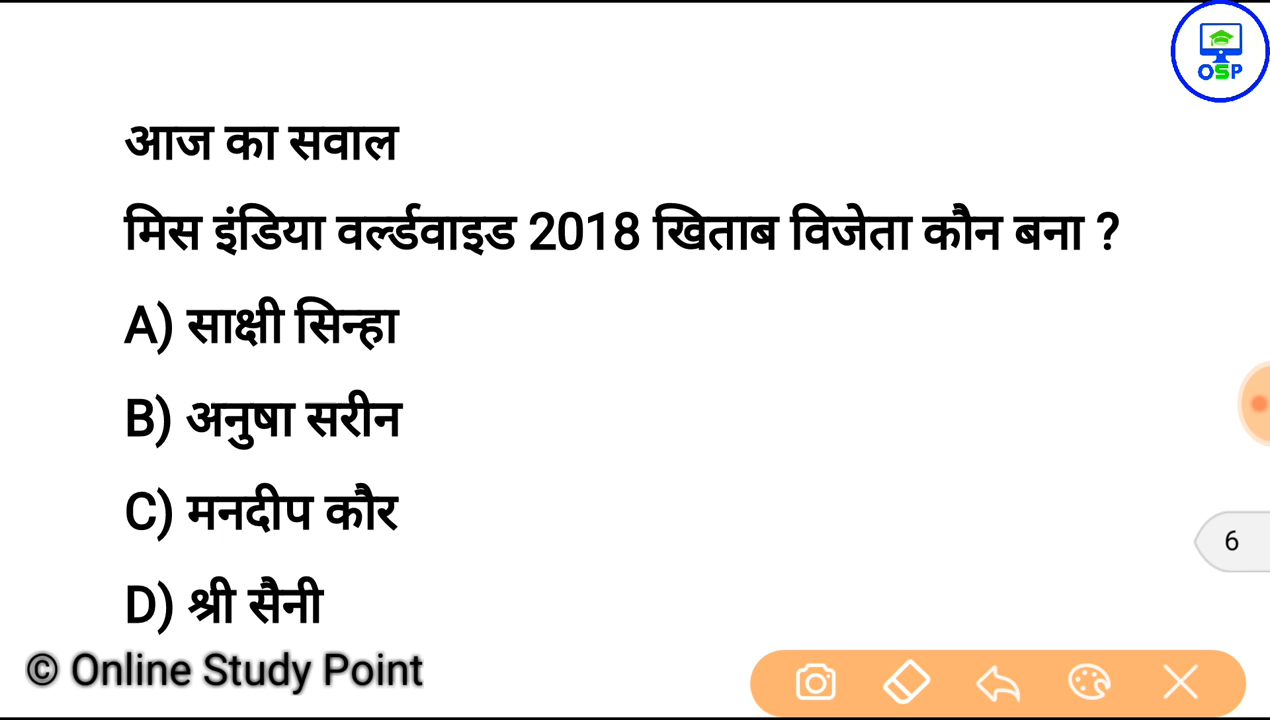 OSP
आज का सवाल
मिस इंडिया वर्ल्डवाइड 2018 खिताब विजेता कौन बना ?
A) साक्षी सिन्हा
B) अनुषा सरीन
C) मनदीप कौर
6
D) श्री सैनी
© Online Study Point